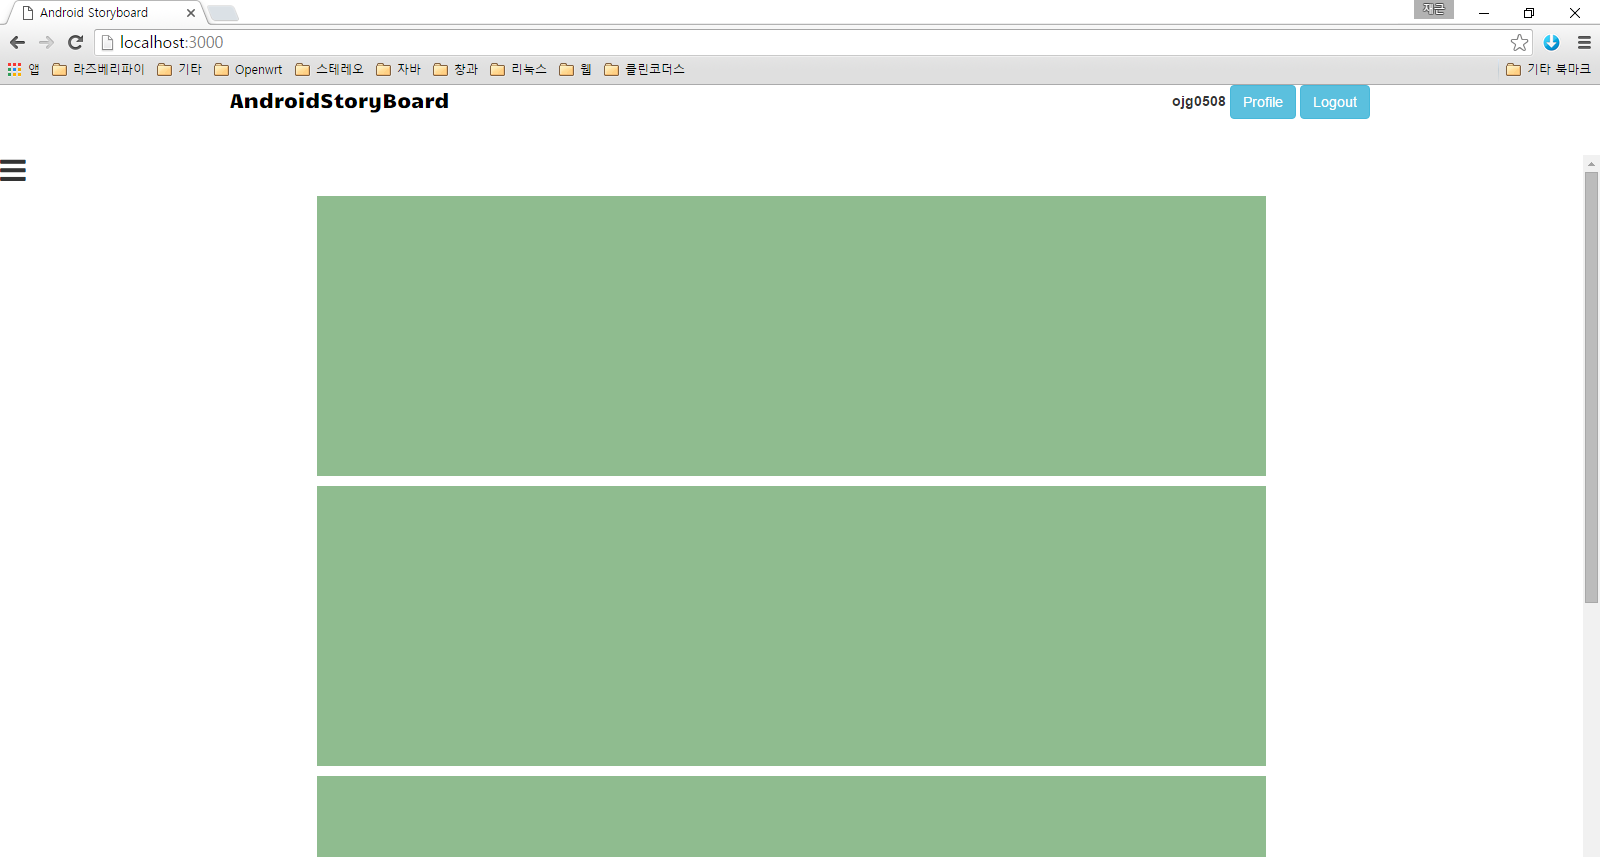 Android Storyboard
재근
localhost:3000
앱 라즈베리파이 기타 Openwrt 스테레오 자바 창과 리눅스 웹 클린코더스 기타 북마크
AndroidStoryBoard ojg0508 Profile Logout